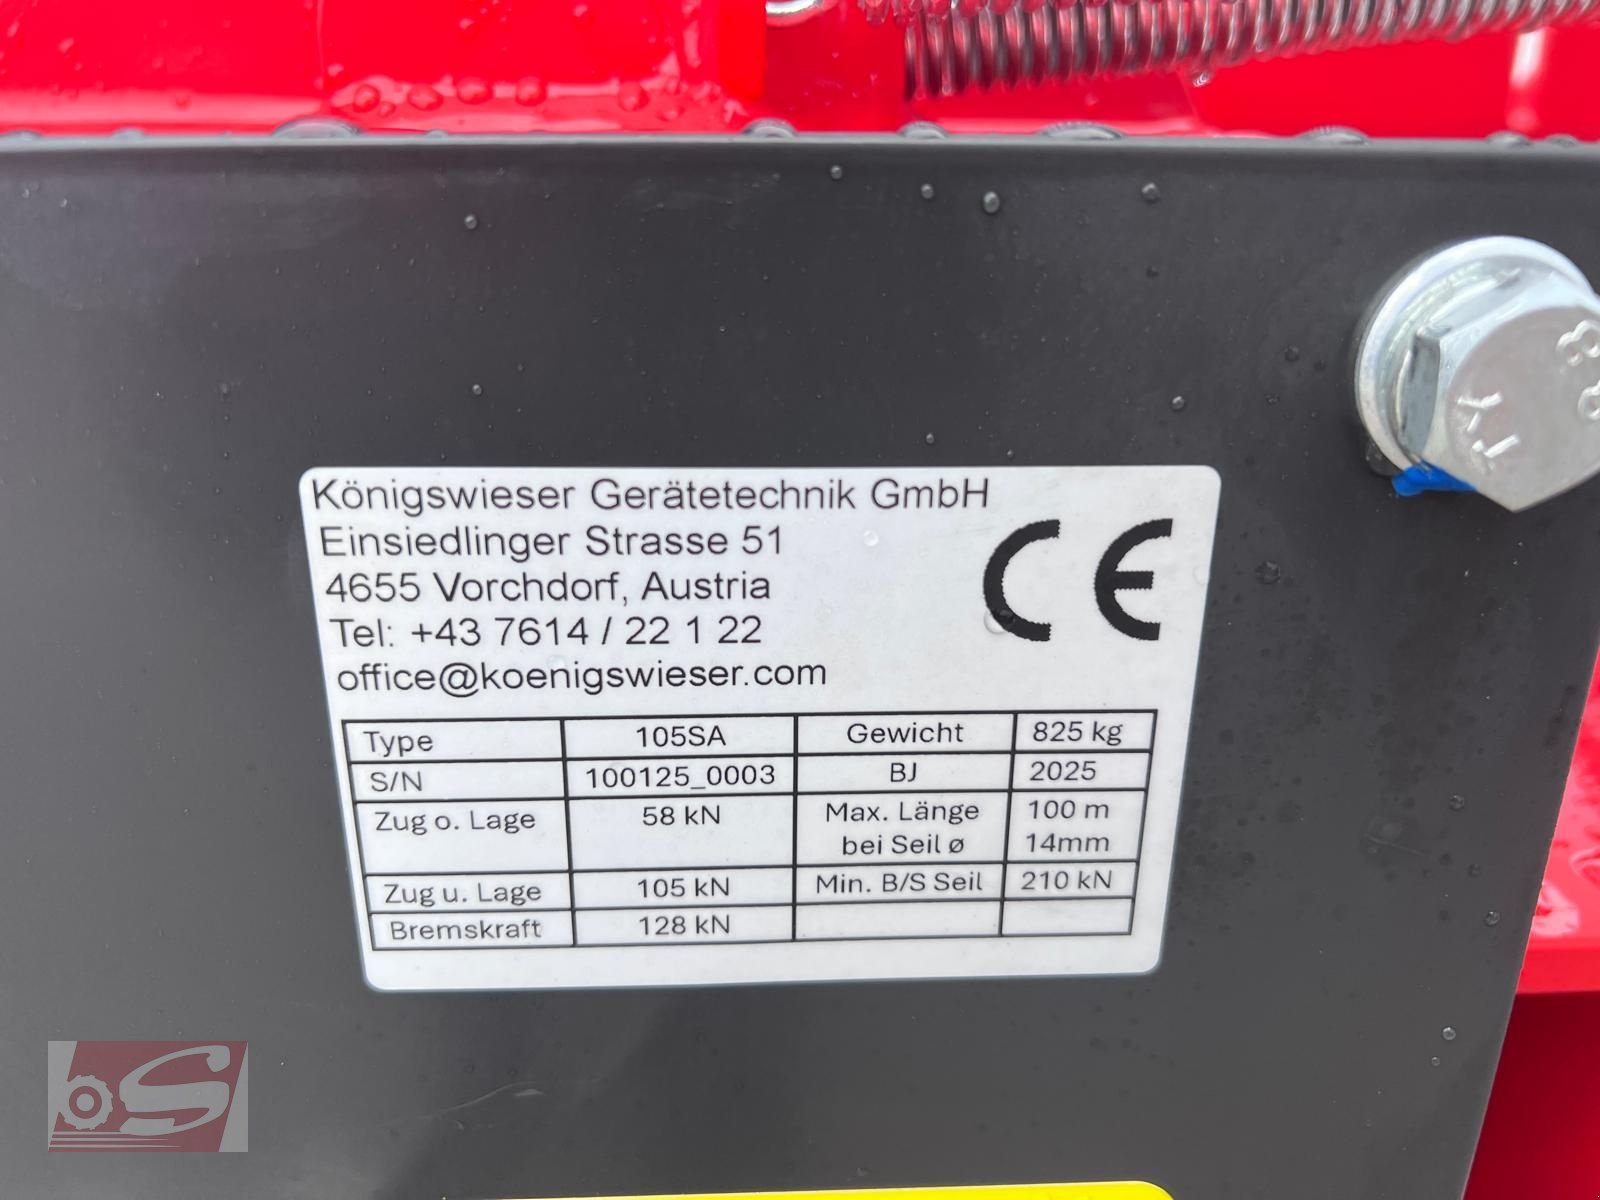 Königswieser Gerätetechnik GmbH
Einsiedlinger Strasse 51
4655 Vorchdorf, Austria
Tel: +43 7614 / 22 1 22
office@koenigswieser.com
CE
Type 105SA Gewicht 825 kg
S/N 100125_0003 BJ 2025
Zug o. Lage 58 kN Max. Länge 100 m
bei Seil ø 14mm
Zug u. Lage 105 kN Min. B/S Seil 210 kN
Bremskraft 128 kN